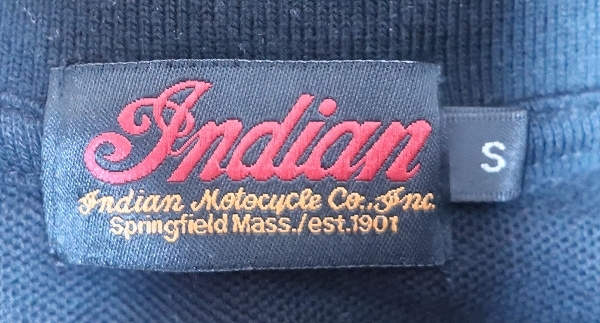 Indian
Indian Motocycle Co.,Inc.
Springfield Mass./est.1901
S